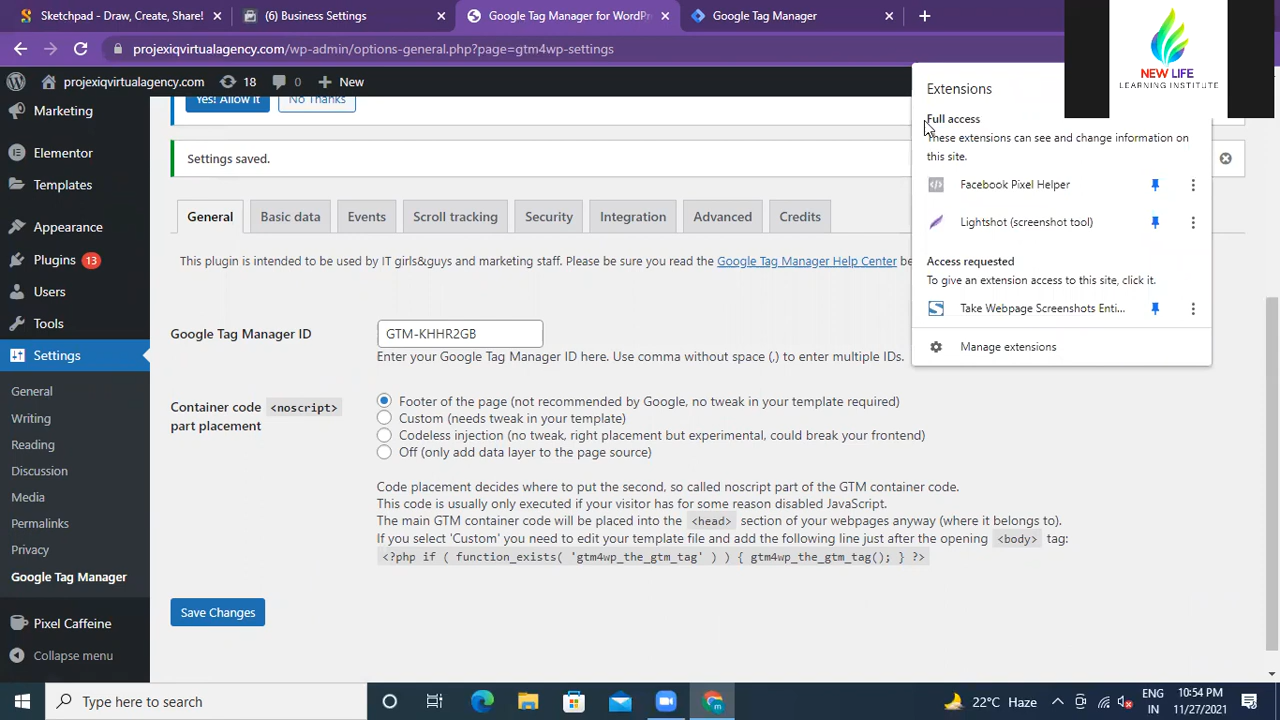 Sketchpad - Draw, Create, Share!
(6) Business Settings
Google Tag Manager for WordPr
Google Tag Manager
projexiqvirtualagency.com/wp-admin/options-general.php?page=gtm4wp-settings
NEW LIFE
LEARNING INSTITUTE
projexiqvirtualagency.com
18
0
New
Marketing
Elementor
Templates
Appearance
Plugins 13
Users
Tools
Settings
General
Writing
Reading
Discussion
Media
Permalinks
Privacy
Google Tag Manager
Pixel Caffeine
Collapse menu
Yes! Allow it
No Thanks
Settings saved.
General
Basic data
Events
Scroll tracking
Security
Integration
Advanced
Credits
This plugin is intended to be used by IT girls&guys and marketing staff. Please be sure you read the Google Tag Manager Help Center be
Google Tag Manager ID
GTM-KHHR2GB
Enter your Google Tag Manager ID here. Use comma without space (,) to enter multiple IDs.
Container code <noscript>
part placement
Footer of the page (not recommended by Google, no tweak in your template required)
Custom (needs tweak in your template)
Codeless injection (no tweak, right placement but experimental, could break your frontend)
Off (only add data layer to the page source)
Code placement decides where to put the second, so called noscript part of the GTM container code.
This code is usually only executed if your visitor has for some reason disabled JavaScript.
The main GTM container code will be placed into the <head> section of your webpages anyway (where it belongs to).
If you select 'Custom' you need to edit your template file and add the following line just after the opening <body> tag:
<?php if ( function_exists( 'gtm4wp_the_gtm_tag' ) ) { gtm4wp_the_gtm_tag(); } ?>
Save Changes
Extensions
Full access
These extensions can see and change information on
this site.
Facebook Pixel Helper
Lightshot (screenshot tool)
Access requested
To give an extension access to this site, click it.
Take Webpage Screenshots Enti...
Manage extensions
Type here to search
22°C Haze
ENG
IN
10:54 PM
11/27/2021